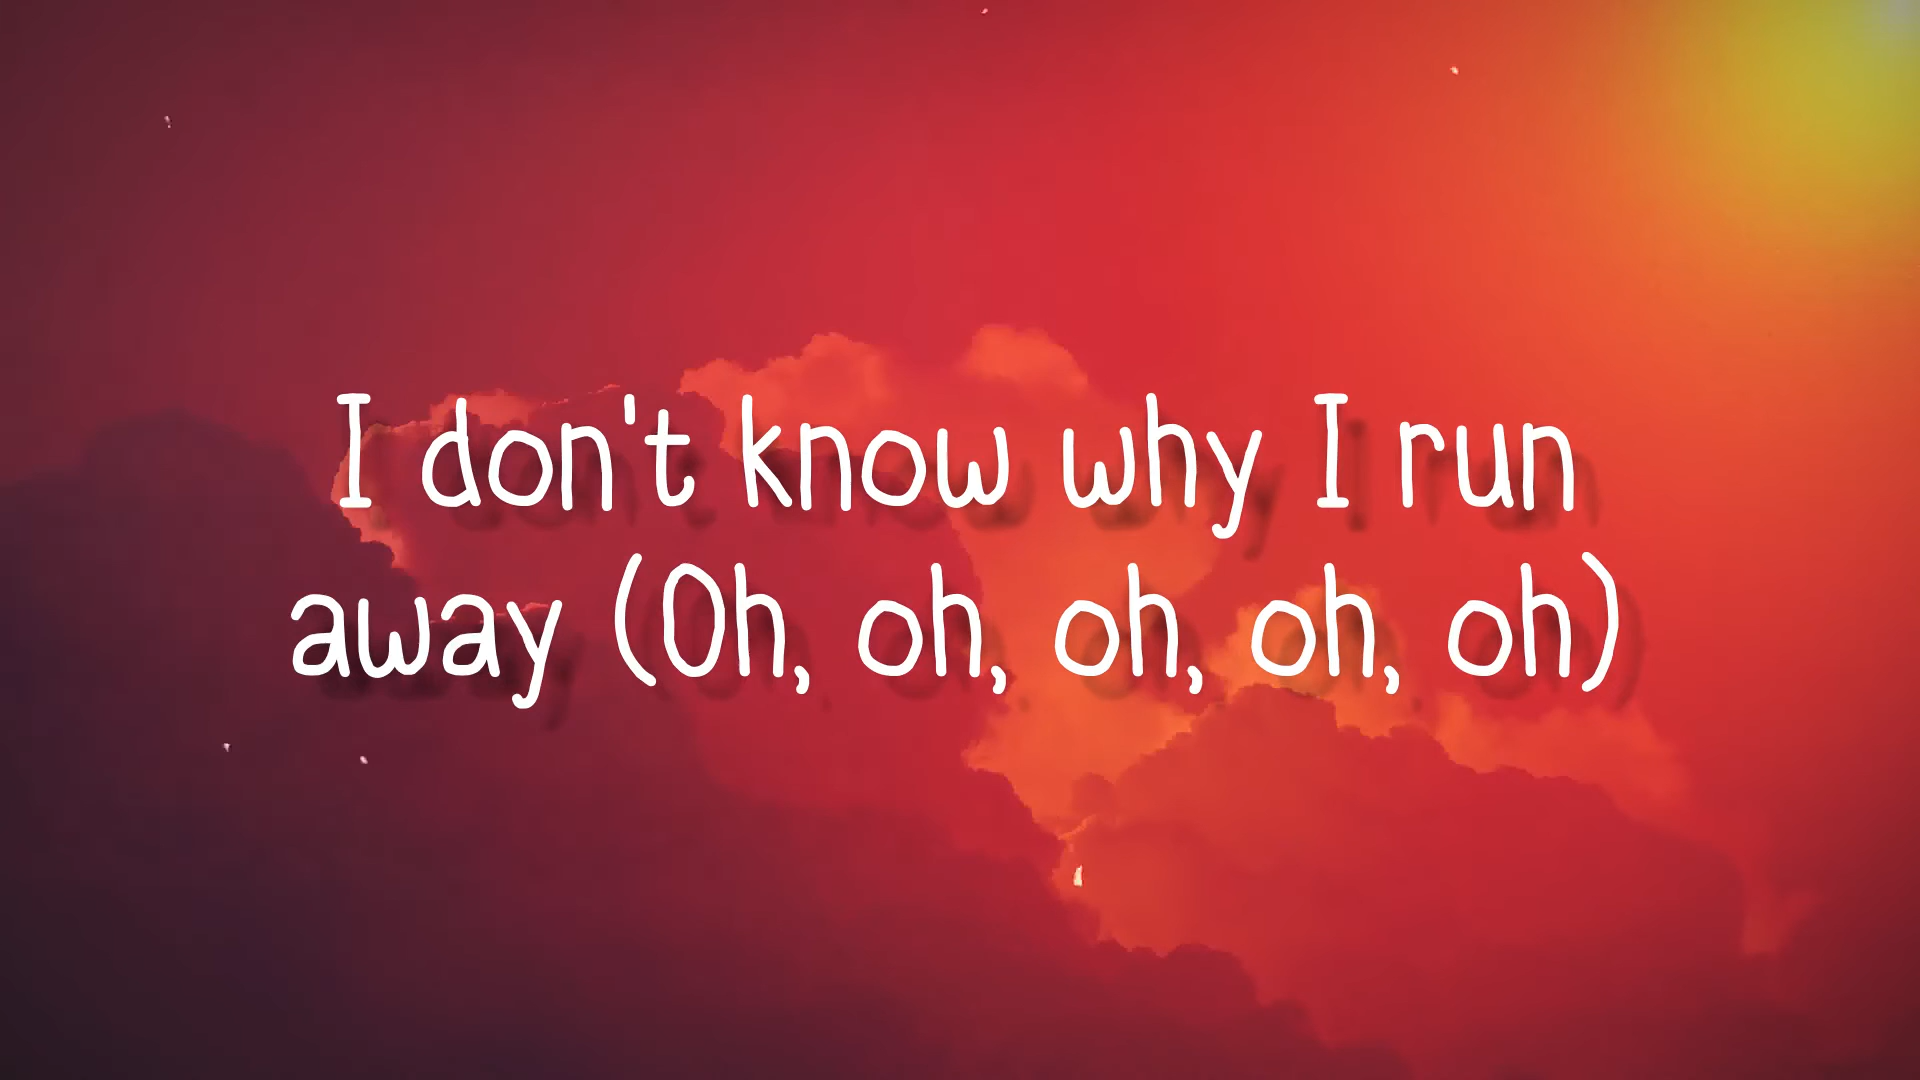 I don't know why I run
away (Oh, oh, oh, oh, oh)